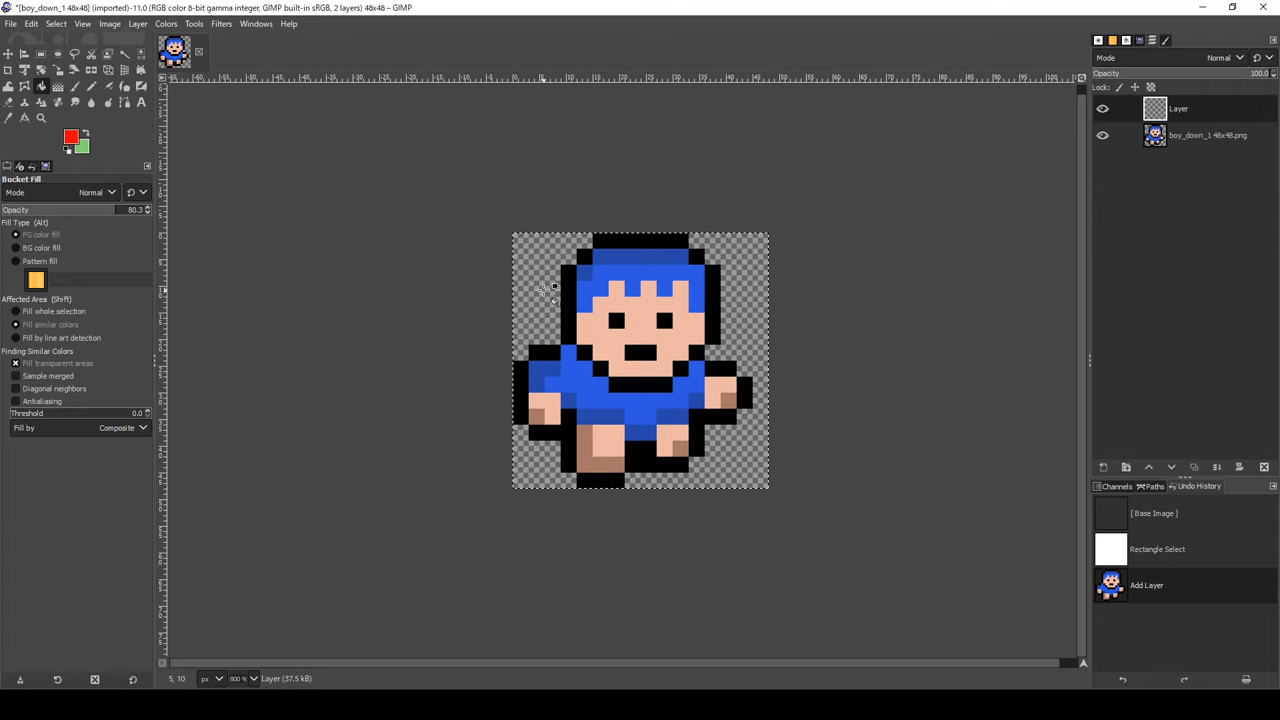 *[boy_down_1 48x48] (imported)-11.0 (RGB color 8-bit gamma integer, GIMP built-in sRGB, 2 layers) 48x48 – GIMP
File Edit Select View Image Layer Colors Tools Filters Windows Help
Mode Normal
Opacity 100.0
Lock:
Layer
boy_down_1 48x48.png
Bucket Fill
Mode Normal
Opacity 80.3
Fill Type (Alt)
FG color fill
BG color fill
Pattern fill
Affected Area (Shift)
Fill whole selection
Fill similar colors
Fill by line art detection
Finding Similar Colors
Fill transparent areas
Sample merged
Diagonal neighbors
Antialiasing
Threshold 0.0
Fill by Composite
Channels Paths Undo History
[ Base Image ]
Rectangle Select
Add Layer
5, 10 px 800 % Layer (37.5 kB)